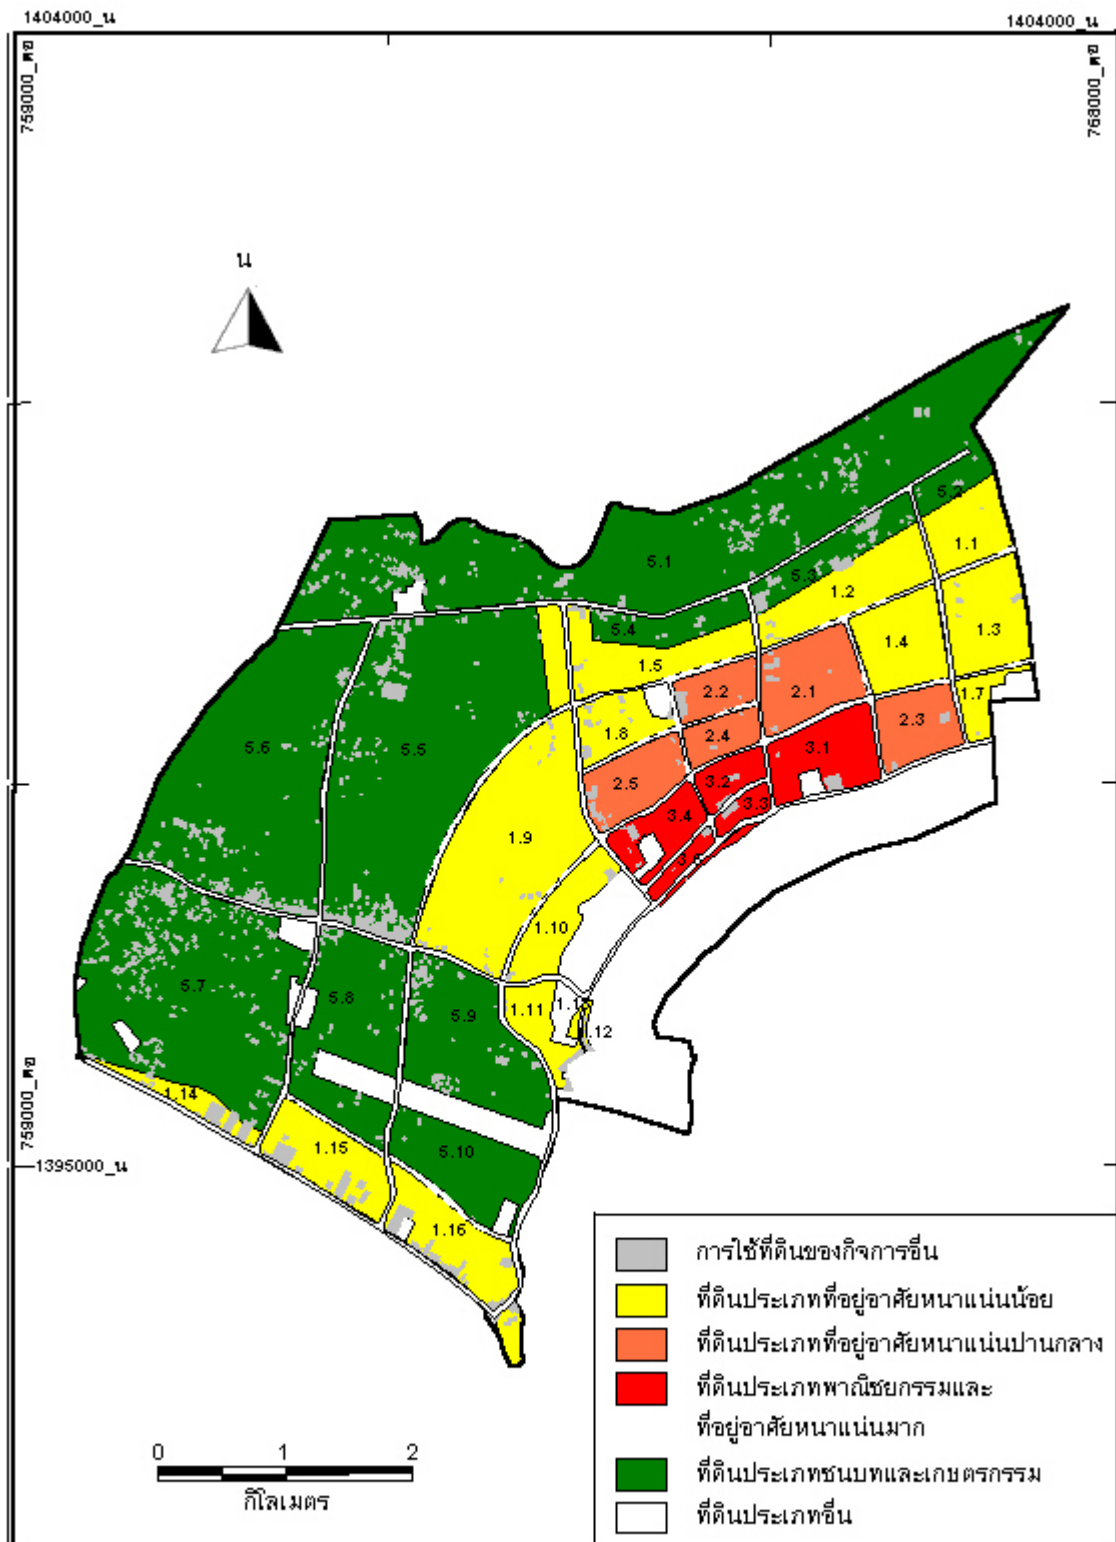 1404000_น
1404000_น
759000_ตอ
768000_ตอ
น
5.2
1.1
5.1
5.3
1.2
5.4
1.3
1.4
1.5
2.2
2.1
1.7
2.3
1.8
2.4
5.6
5.5
3.1
2.5
3.2
3.3
3.4
1.9
3.5
1.10
5.7
5.8
5.9
1.11
1.12
1.14
759000_ตอ
1.15
5.10
1395000_น
1.16
การใช้ที่ดินของกิจการอื่น
ที่ดินประเภทที่อยู่อาศัยหนาแน่นน้อย
ที่ดินประเภทที่อยู่อาศัยหนาแน่นปานกลาง
ที่ดินประเภทพาณิชยกรรมและ
ที่อยู่อาศัยหนาแน่นมาก
ที่ดินประเภทชนบทและเกษตรกรรม
ที่ดินประเภทอื่น
0 1 2
กิโลเมตร